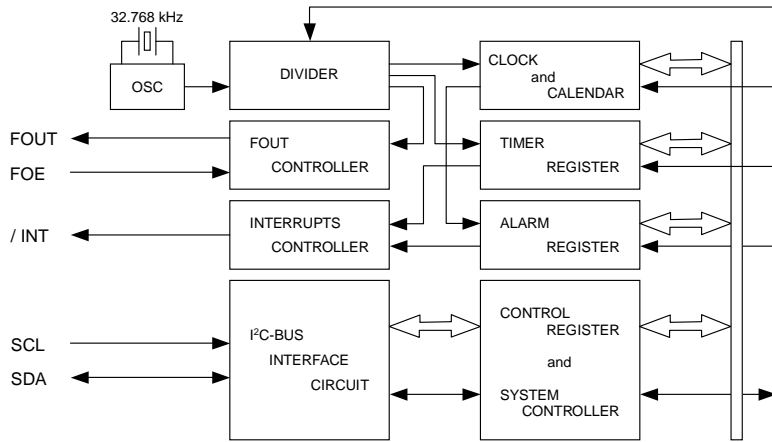 32.768 kHz
OSC
DIVIDER
CLOCK
and
CALENDAR
FOUT
FOE
FOUT
CONTROLLER
TIMER
REGISTER
/ INT
INTERRUPTS
CONTROLLER
ALARM
REGISTER
SCL
SDA
I²C-BUS
INTERFACE
CIRCUIT
CONTROL
REGISTER
and
SYSTEM
CONTROLLER